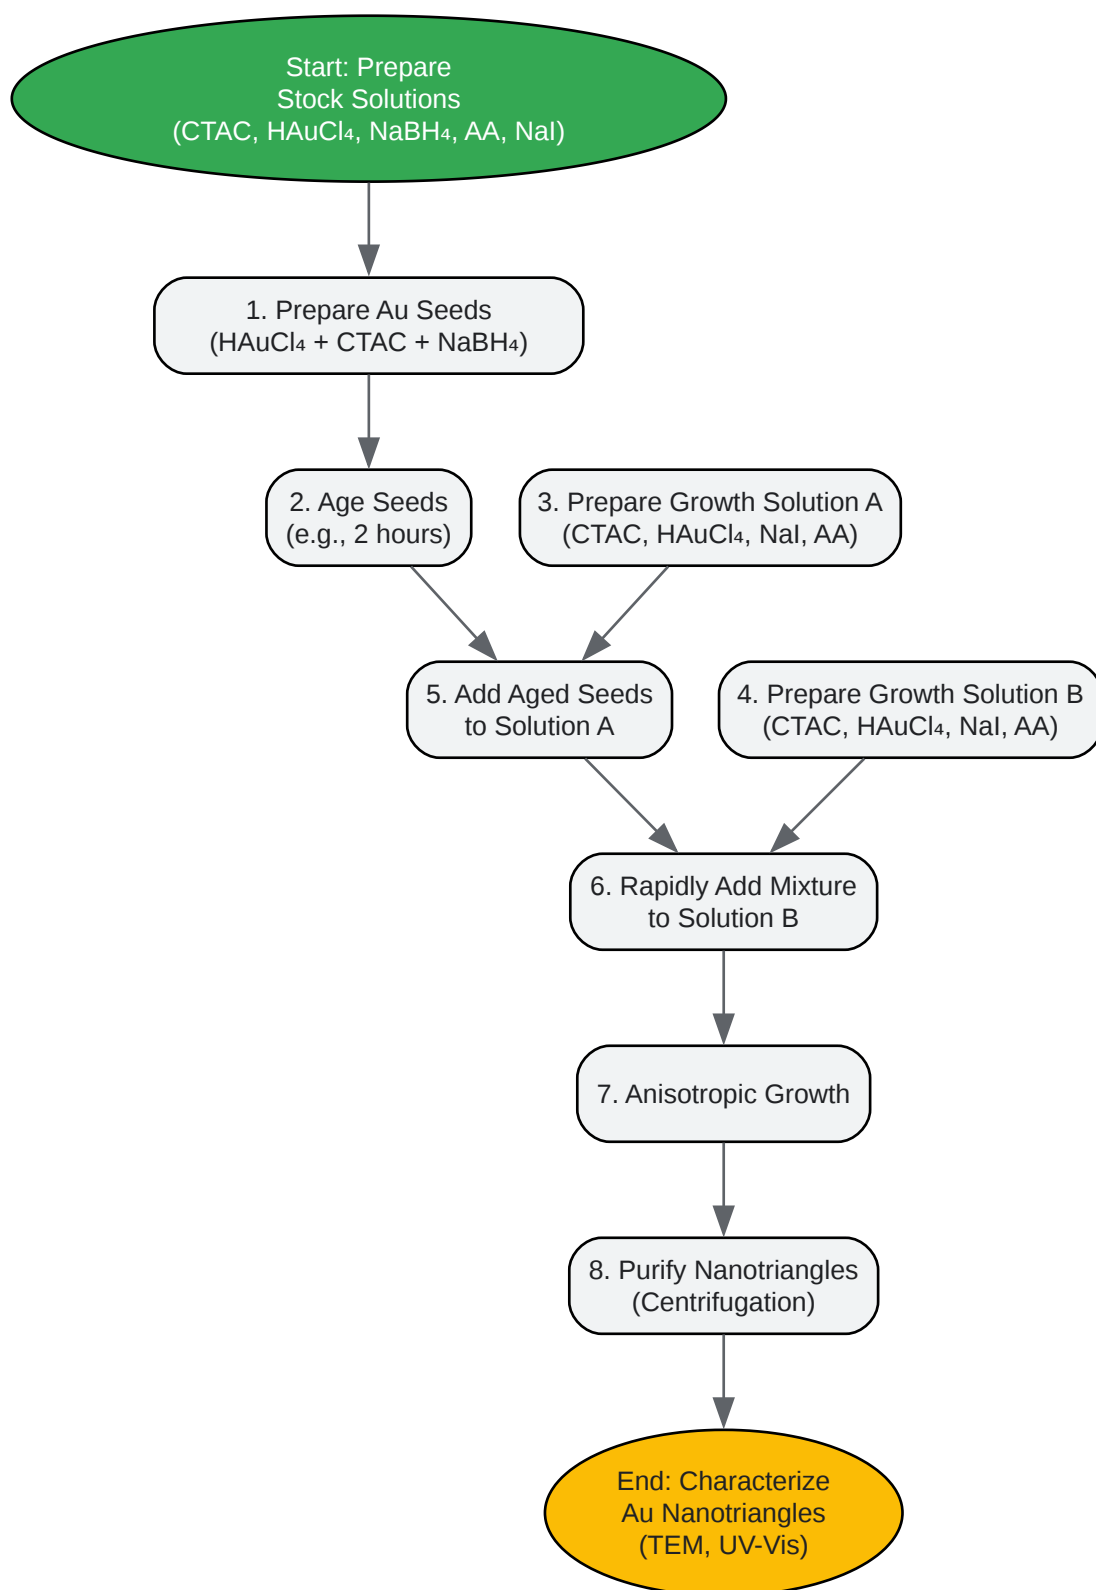 Start: Prepare
Stock Solutions
(CTAC, HAuCl₄, NaBH₄, AA, NaI)
1. Prepare Au Seeds
(HAuCl₄ + CTAC + NaBH₄)
2. Age Seeds
(e.g., 2 hours)
3. Prepare Growth Solution A
(CTAC, HAuCl₄, NaI, AA)
5. Add Aged Seeds
to Solution A
4. Prepare Growth Solution B
(CTAC, HAuCl₄, NaI, AA)
6. Rapidly Add Mixture
to Solution B
7. Anisotropic Growth
8. Purify Nanotriangles
(Centrifugation)
End: Characterize
Au Nanotriangles
(TEM, UV-Vis)